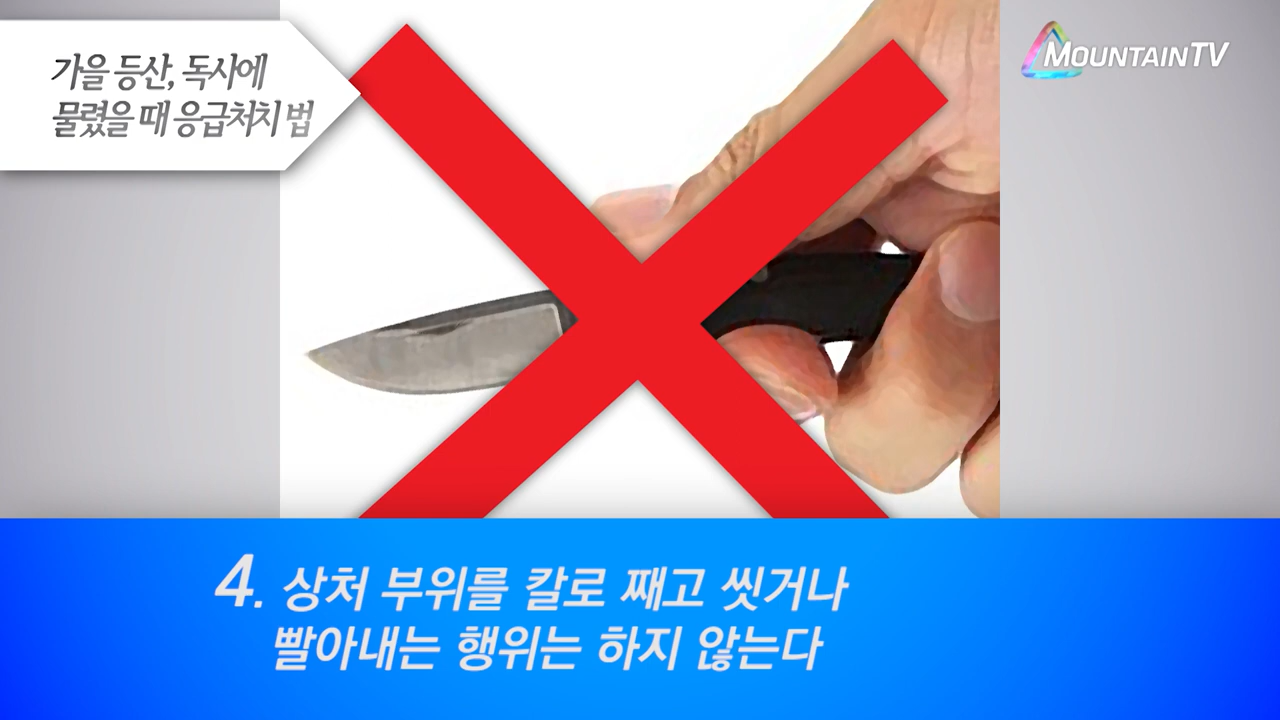 가을 등산, 독사에
물렸을 때 응급처치 법
MOUNTAINTV
4. 상처 부위를 칼로 째고 씻거나
빨아내는 행위는 하지 않는다